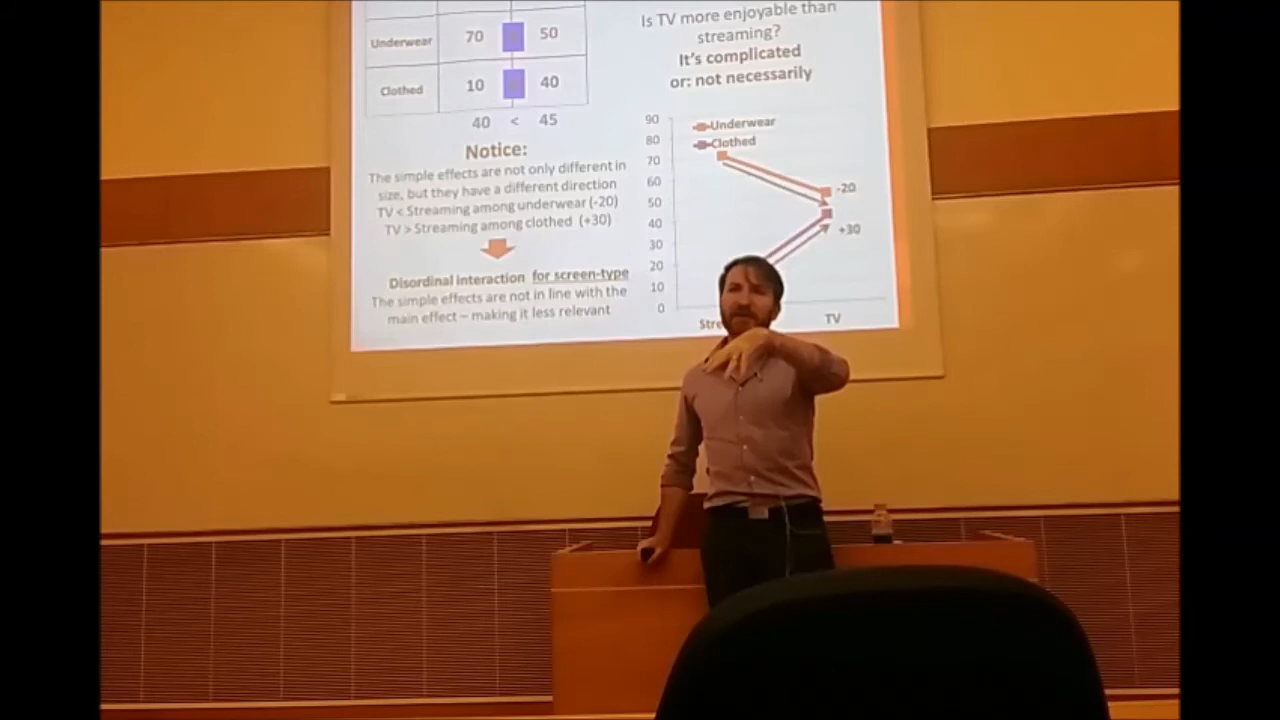 Underwear 70 50
Clothed 10 40
40 < 45
Notice:
The simple effects are not only different in
size, but they have a different direction
TV < Streaming among underwear (-20)
TV > Streaming among clothed (+30)
Disordinal interaction for screen-type
The simple effects are not in line with the
main effect – making it less relevant
Is TV more enjoyable than
streaming?
It's complicated
or: not necessarily
90
80
70
60
50
40
30
20
10
0
Underwear
Clothed
-20
+30
Stre
TV